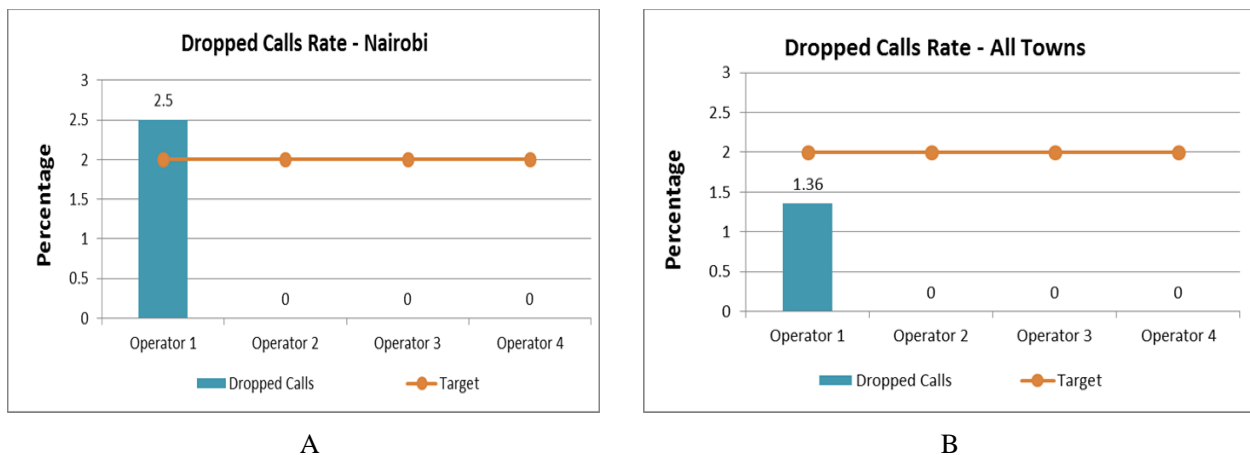 Dropped Calls Rate - Nairobi
Percentage
3
2.5
2
1.5
1
0.5
0
2.5
0
0
0
Operator 1
Operator 2
Operator 3
Operator 4
Dropped Calls
Target
A
Dropped Calls Rate - All Towns
Percentage
3
2.5
2
1.5
1
0.5
0
1.36
0
0
0
Operator 1
Operator 2
Operator 3
Operator 4
Dropped Calls
Target
B